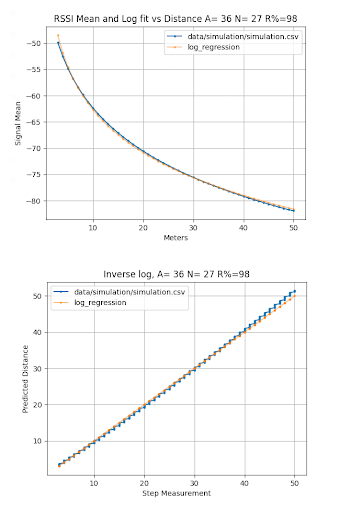 RSSI Mean and Log fit vs Distance A= 36 N= 27 R%=98
data/simulation/simulation.csv
log_regression
Signal Mean
−50
−55
−60
−65
−70
−75
−80
10 20 30 40 50
Meters
Inverse log, A= 36 N= 27 R%=98
data/simulation/simulation.csv
log_regression
Predicted Distance
50
40
30
20
10
10 20 30 40 50
Step Measurement